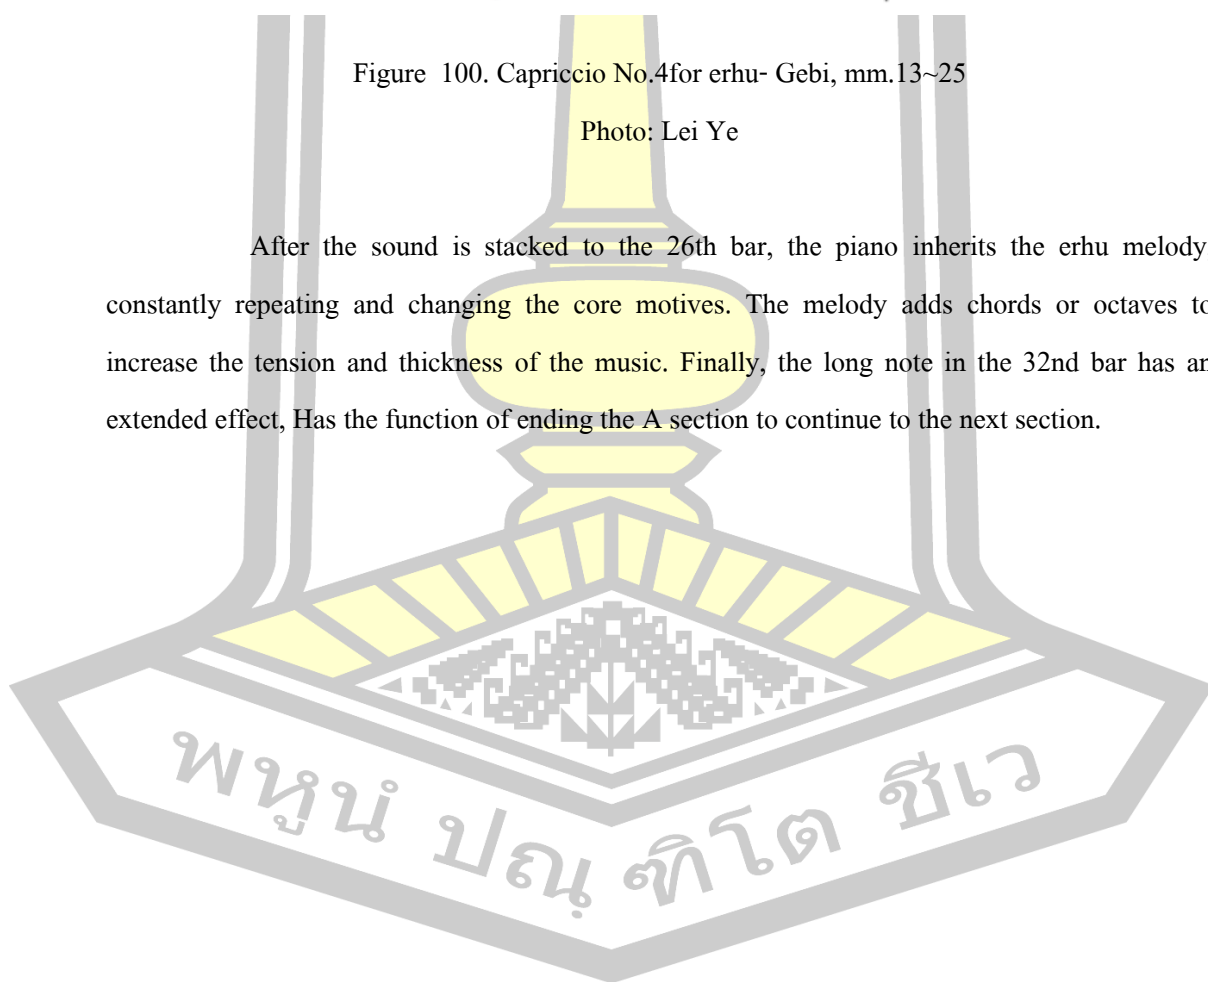 Figure 100. Capriccio No.4for erhu- Gebi, mm.13~25
Photo: Lei Ye
After the sound is stacked to the 26th bar, the piano inherits the erhu melody,
constantly repeating and changing the core motives. The melody adds chords or octaves to
increase the tension and thickness of the music. Finally, the long note in the 32nd bar has an
extended effect, Has the function of ending the A section to continue to the next section.
พหูนํ ปณฺฑิโต ชีเว